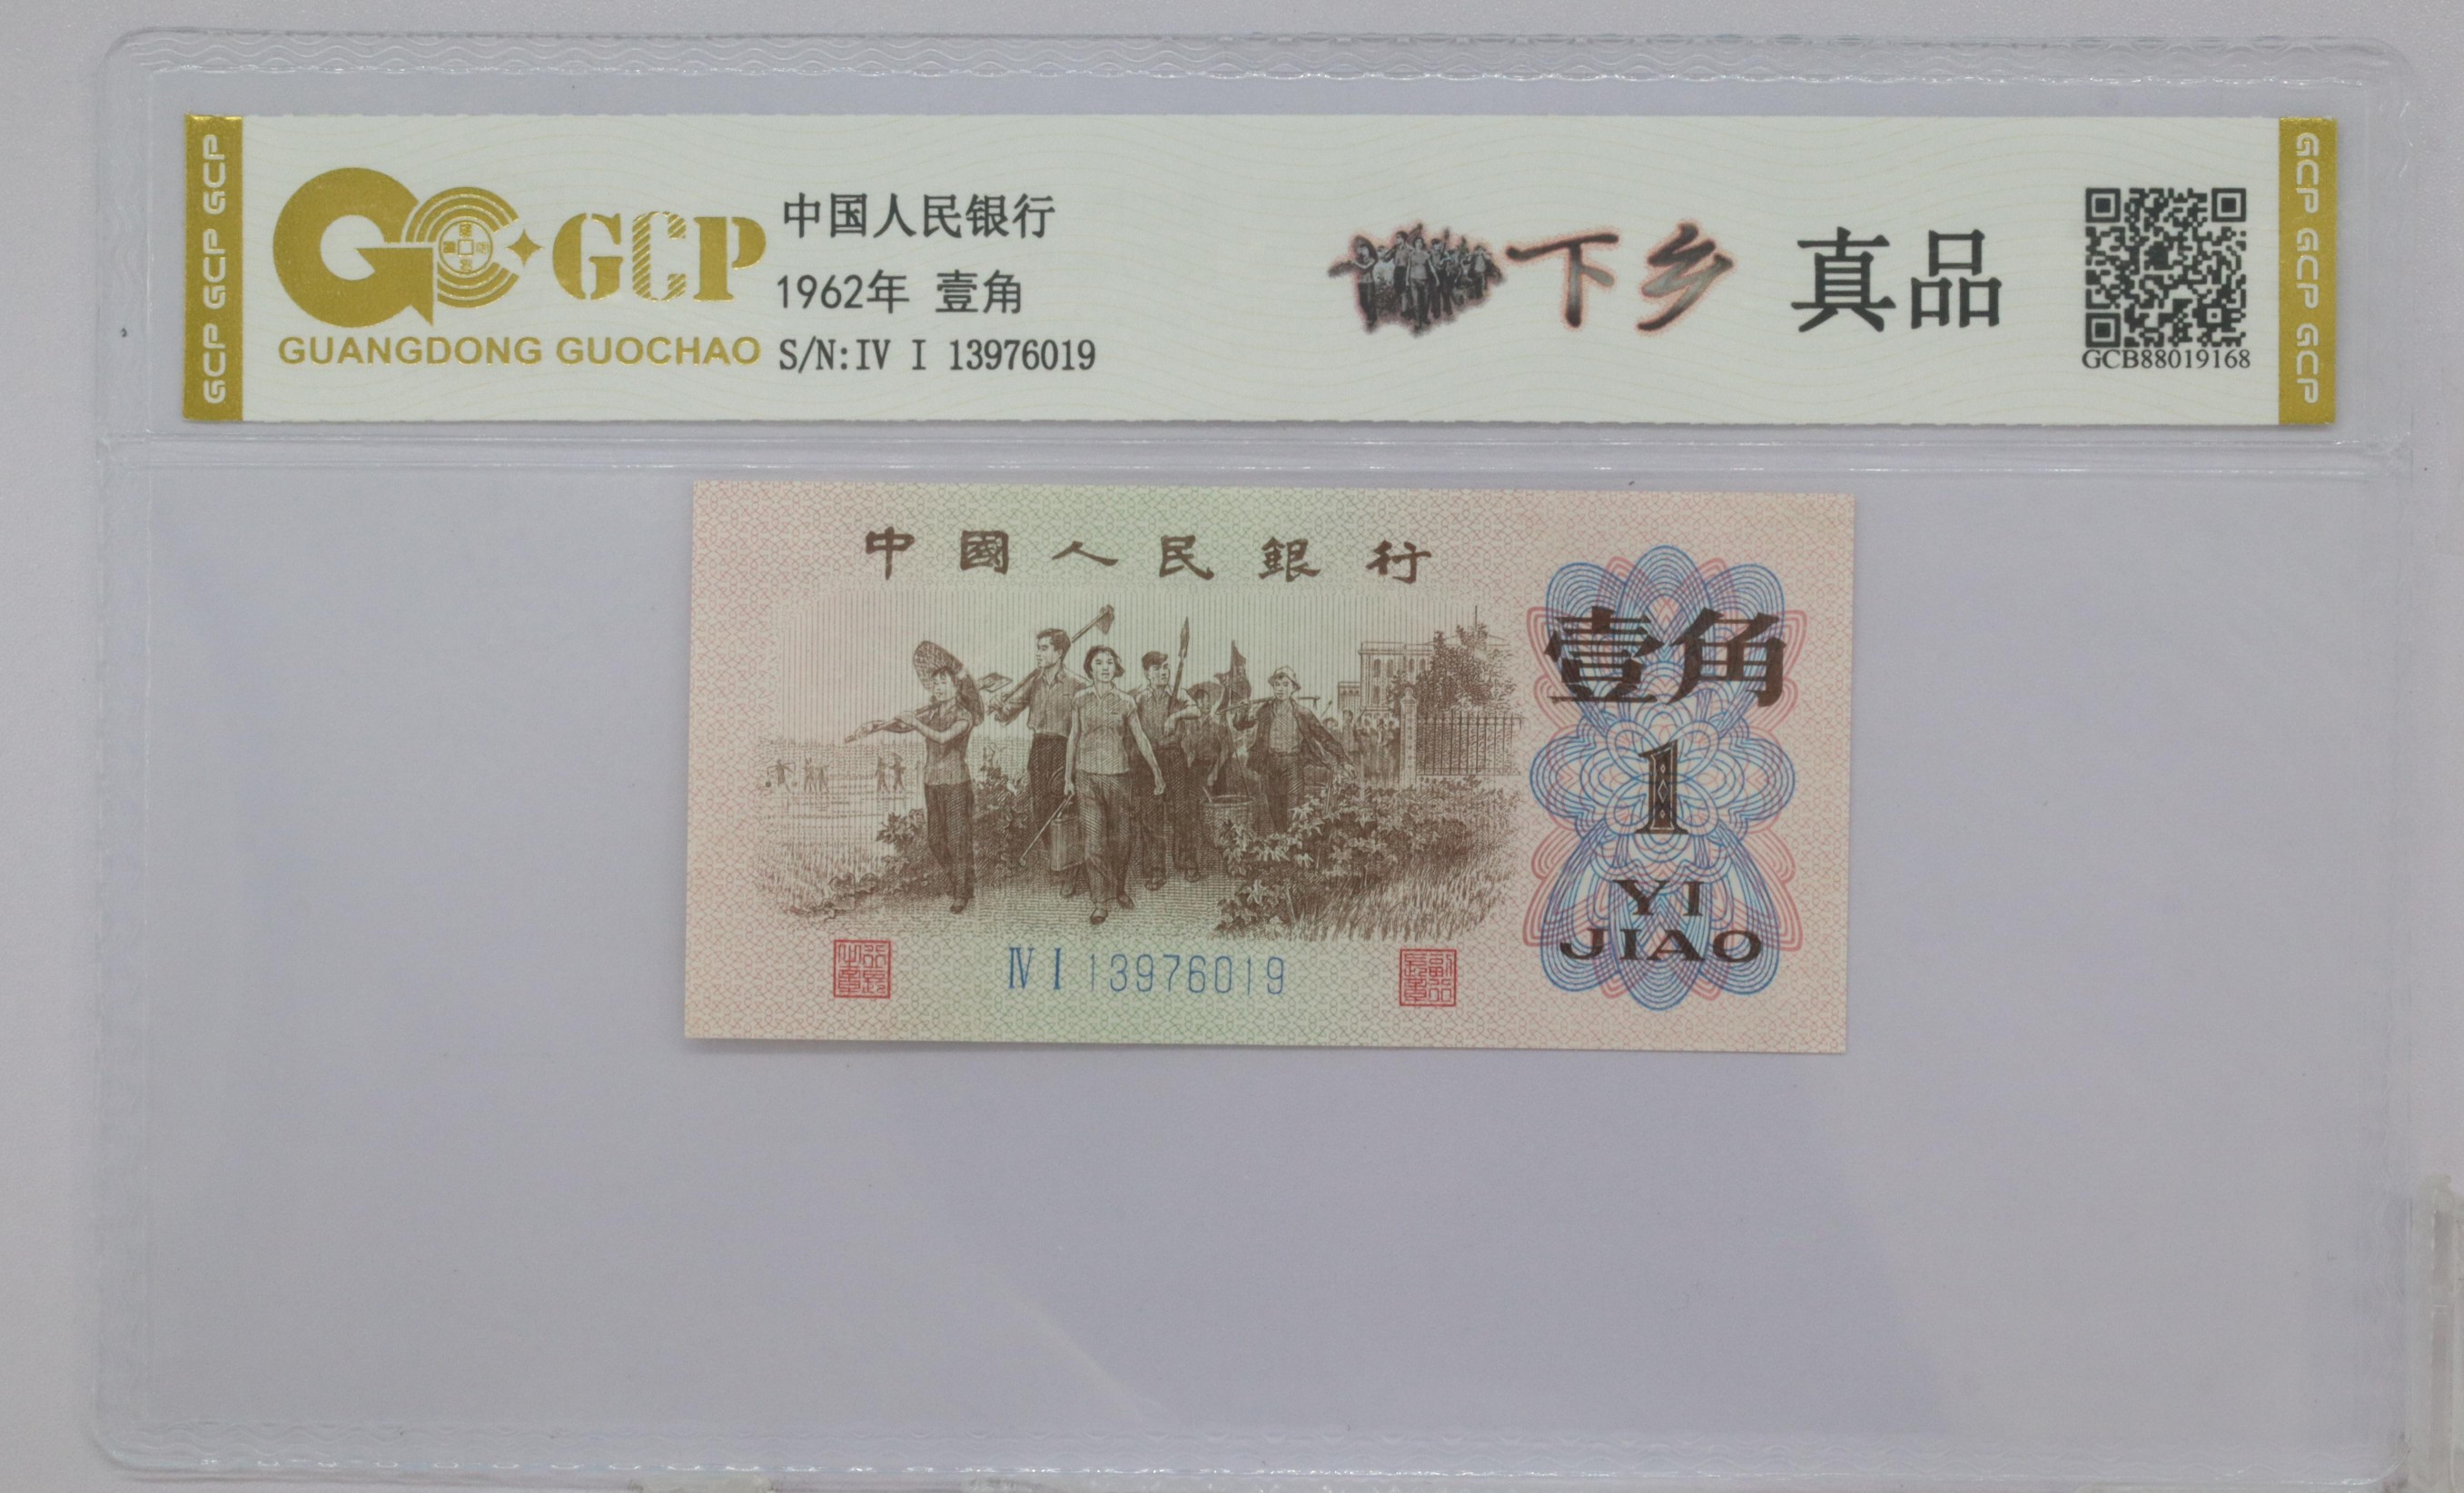 GCP GCP GCP
GCP
GUANGDONG GUOCHAO
中国人民银行
1962年 壹角
S/N:IV I 13976019
下乡 真品
GCB88019168
GCP GCP GCP
中國人民銀行
壹角
1
YI
JIAO
Ⅳ Ⅰ 13976019